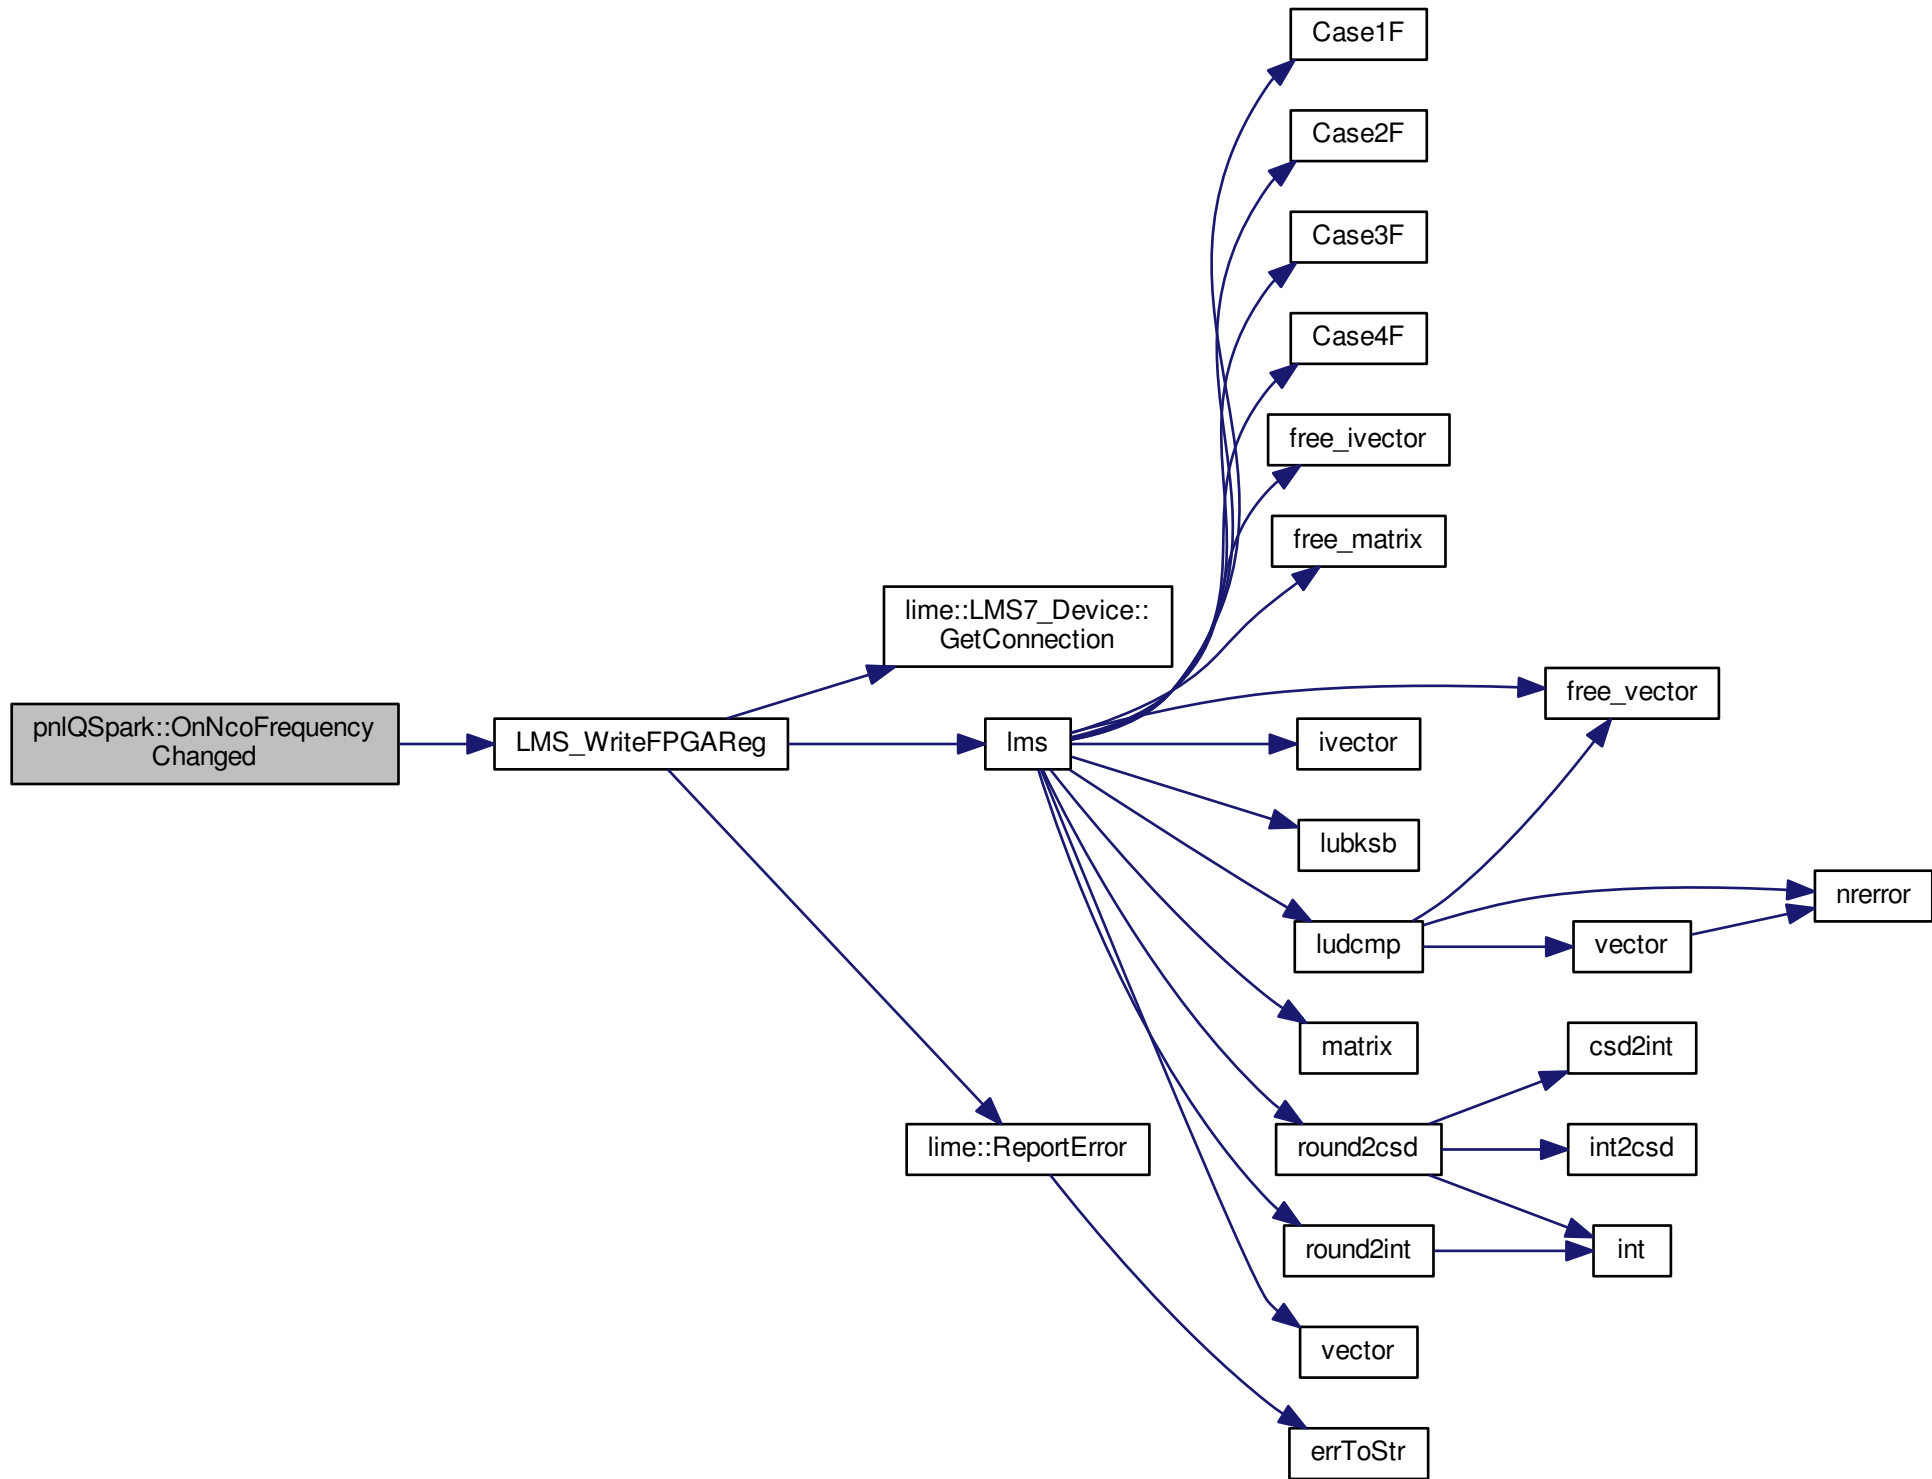 Case1F
Case2F
Case3F
Case4F
free_ivector
free_matrix
lime::LMS7_Device::
GetConnection
free_vector
pnlQSpark::OnNcoFrequency
Changed
LMS_WriteFPGAReg
lms
ivector
lubksb
nrerror
ludcmp
vector
matrix
csd2int
lime::ReportError
round2csd
int2csd
round2int
int
vector
errToStr